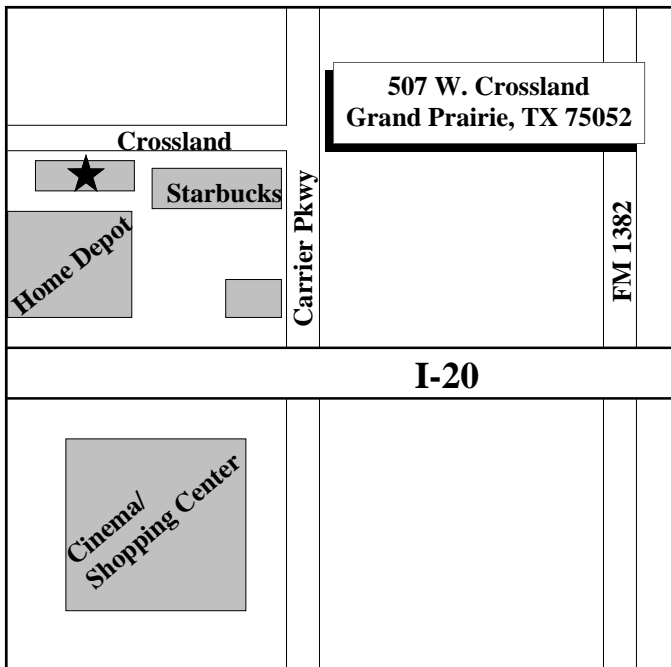 507 W. Crossland
Grand Prairie, TX 75052
Crossland
Starbucks
Home Depot
Carrier Pkwy
FM 1382
I-20
Cinema/
Shopping Center